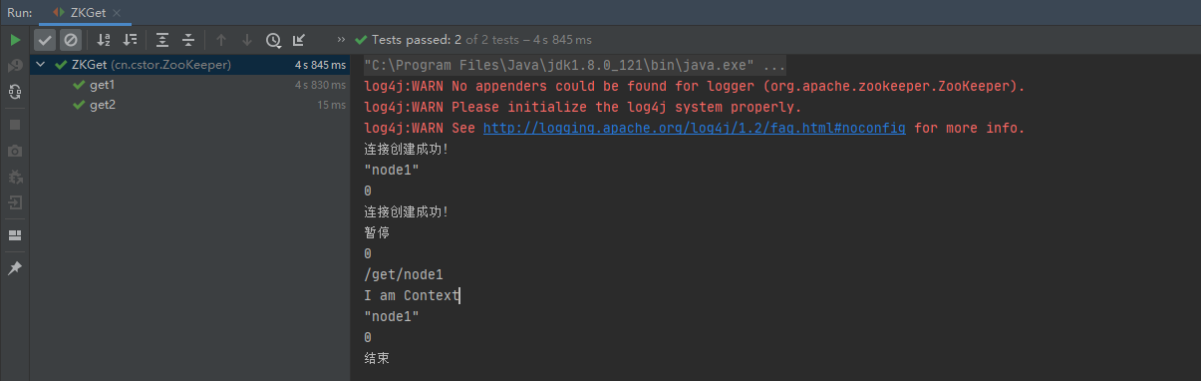 Run: ZKGet
Tests passed: 2 of 2 tests – 4 s 845 ms
ZKGet (cn.cstor.ZooKeeper) 4 s 845 ms
get1 4 s 830 ms
get2 15 ms
"C:\Program Files\Java\jdk1.8.0_121\bin\java.exe" ...
log4j:WARN No appenders could be found for logger (org.apache.zookeeper.ZooKeeper).
log4j:WARN Please initialize the log4j system properly.
log4j:WARN See http://logging.apache.org/log4j/1.2/faq.html#noconfig for more info.
连接创建成功!
"node1"
0
连接创建成功!
暂停
0
/get/node1
I am Context
"node1"
0
结束